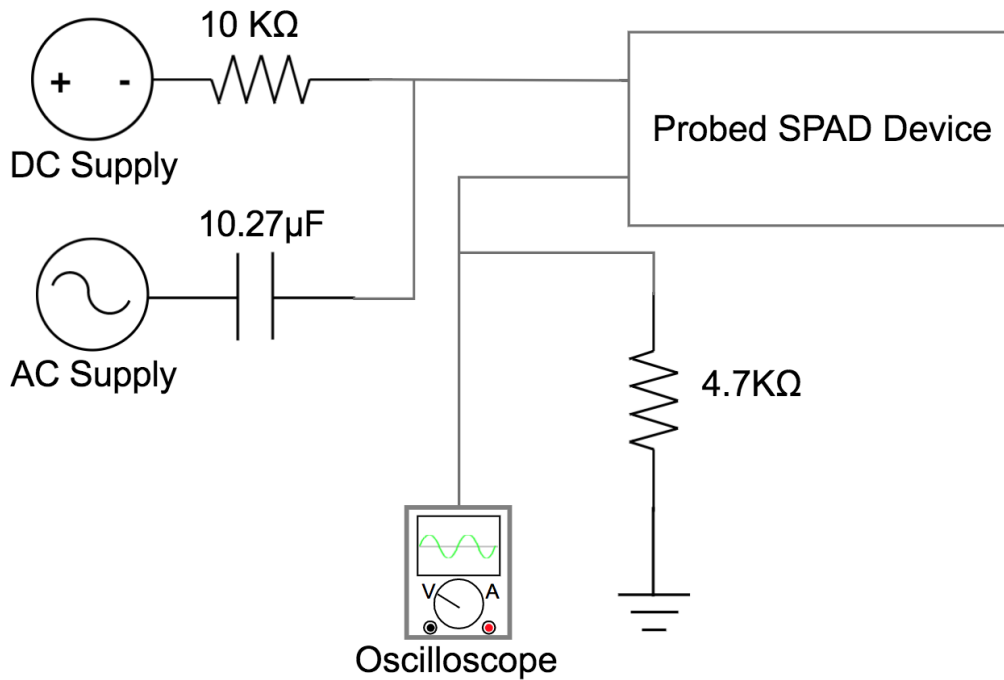 10 KΩ
+ -
DC Supply
Probed SPAD Device
10.27µF
AC Supply
4.7KΩ
V A
Oscilloscope